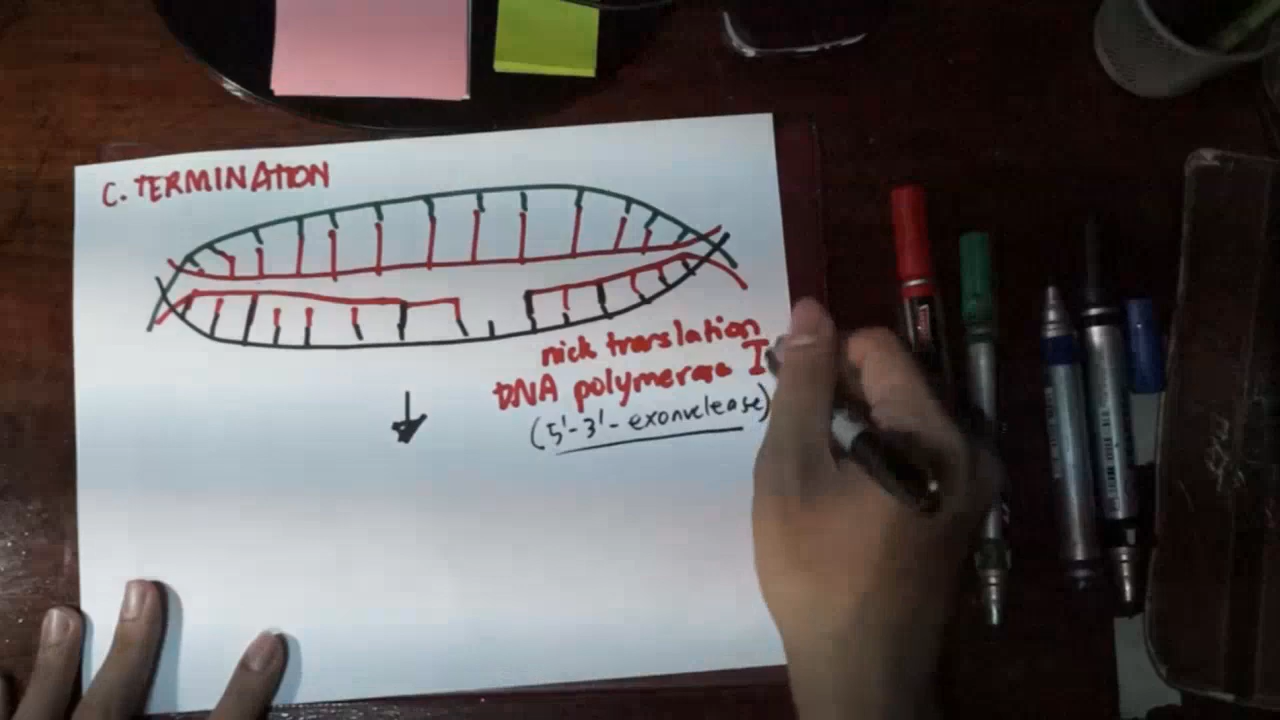 C. TERMINATION
nick translation
DNA polymerase I
(5'-3'- exonuclease)